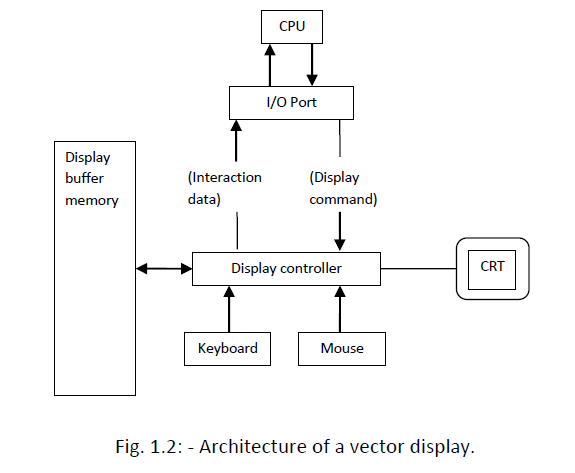 CPU
I/O Port
Display
buffer
memory
(Interaction
data)
(Display
command)
Display controller
CRT
Keyboard
Mouse
Fig. 1.2: - Architecture of a vector display.